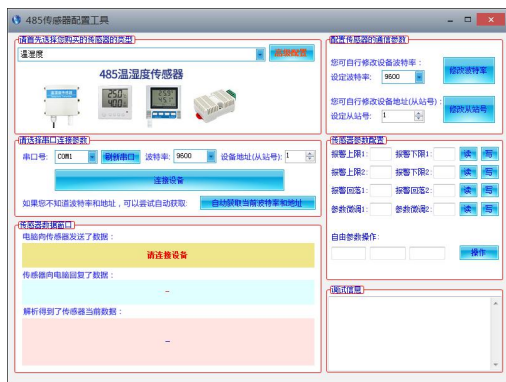 485传感器配置工具
请首先选择您购买的传感器的类型
温湿度
485温湿度传感器
25.0
40.0
请选择串口连接参数
串口号: COM1 刷新串口 波特率: 9600 设备地址(从站号): 1
连接设备
如果您不知道波特率和地址，可以尝试自动获取: 自动获取当前波特率和地址
传感器数据窗口
电脑向传感器发送了数据：
请连接设备
传感器向电脑回复了数据：
--
解析得到了传感器当前数据：
--
配置传感器的通信参数
您可自行修改设备波特率：
设定波特率: 9600 修改波特率
您可自行修改设备地址(从站号)：
设定从站号: 1 修改从站号
传感器参数配置
报警上限1: 报警下限1: 读 写
报警上限2: 报警下限2: 读 写
报警回落1: 报警回落2: 读 写
参数微调1: 参数微调2: 读 写
自由参数操作:
操作
调试信息